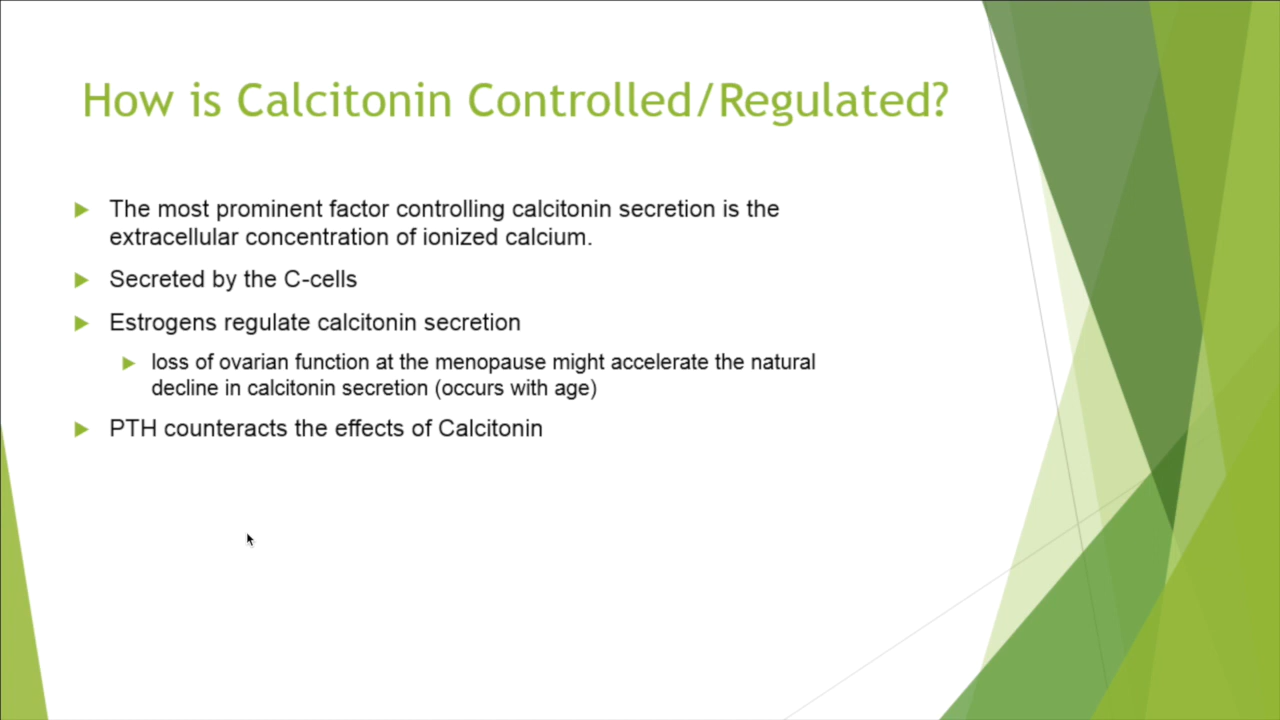 How is Calcitonin Controlled/Regulated?
The most prominent factor controlling calcitonin secretion is the
extracellular concentration of ionized calcium.
Secreted by the C-cells
Estrogens regulate calcitonin secretion
loss of ovarian function at the menopause might accelerate the natural
decline in calcitonin secretion (occurs with age)
PTH counteracts the effects of Calcitonin